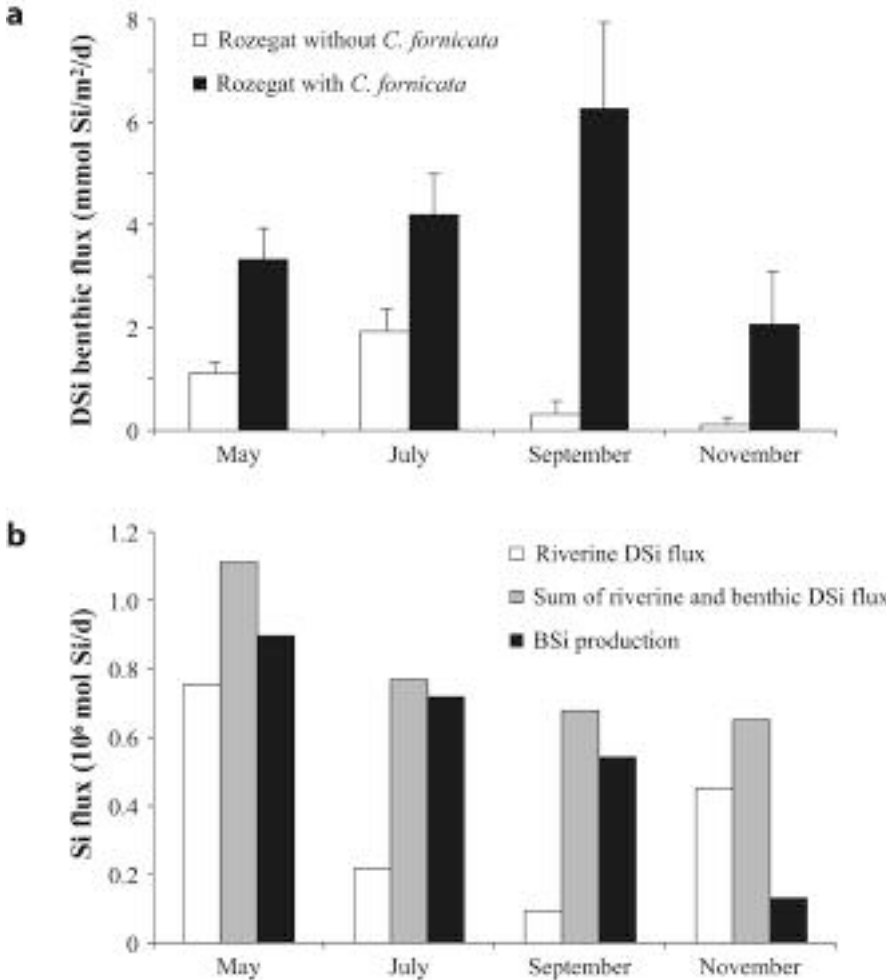 a
DSi benthic flux (mmol Si/m²/d)
8
6
4
2
0
Rozegat without C. fornicata
Rozegat with C. fornicata
May July September November
b
Si flux (10⁶ mol Si/d)
1.2
1.0
0.8
0.6
0.4
0.2
0
Riverine DSi flux
Sum of riverine and benthic DSi flux
BSi production
May July September November